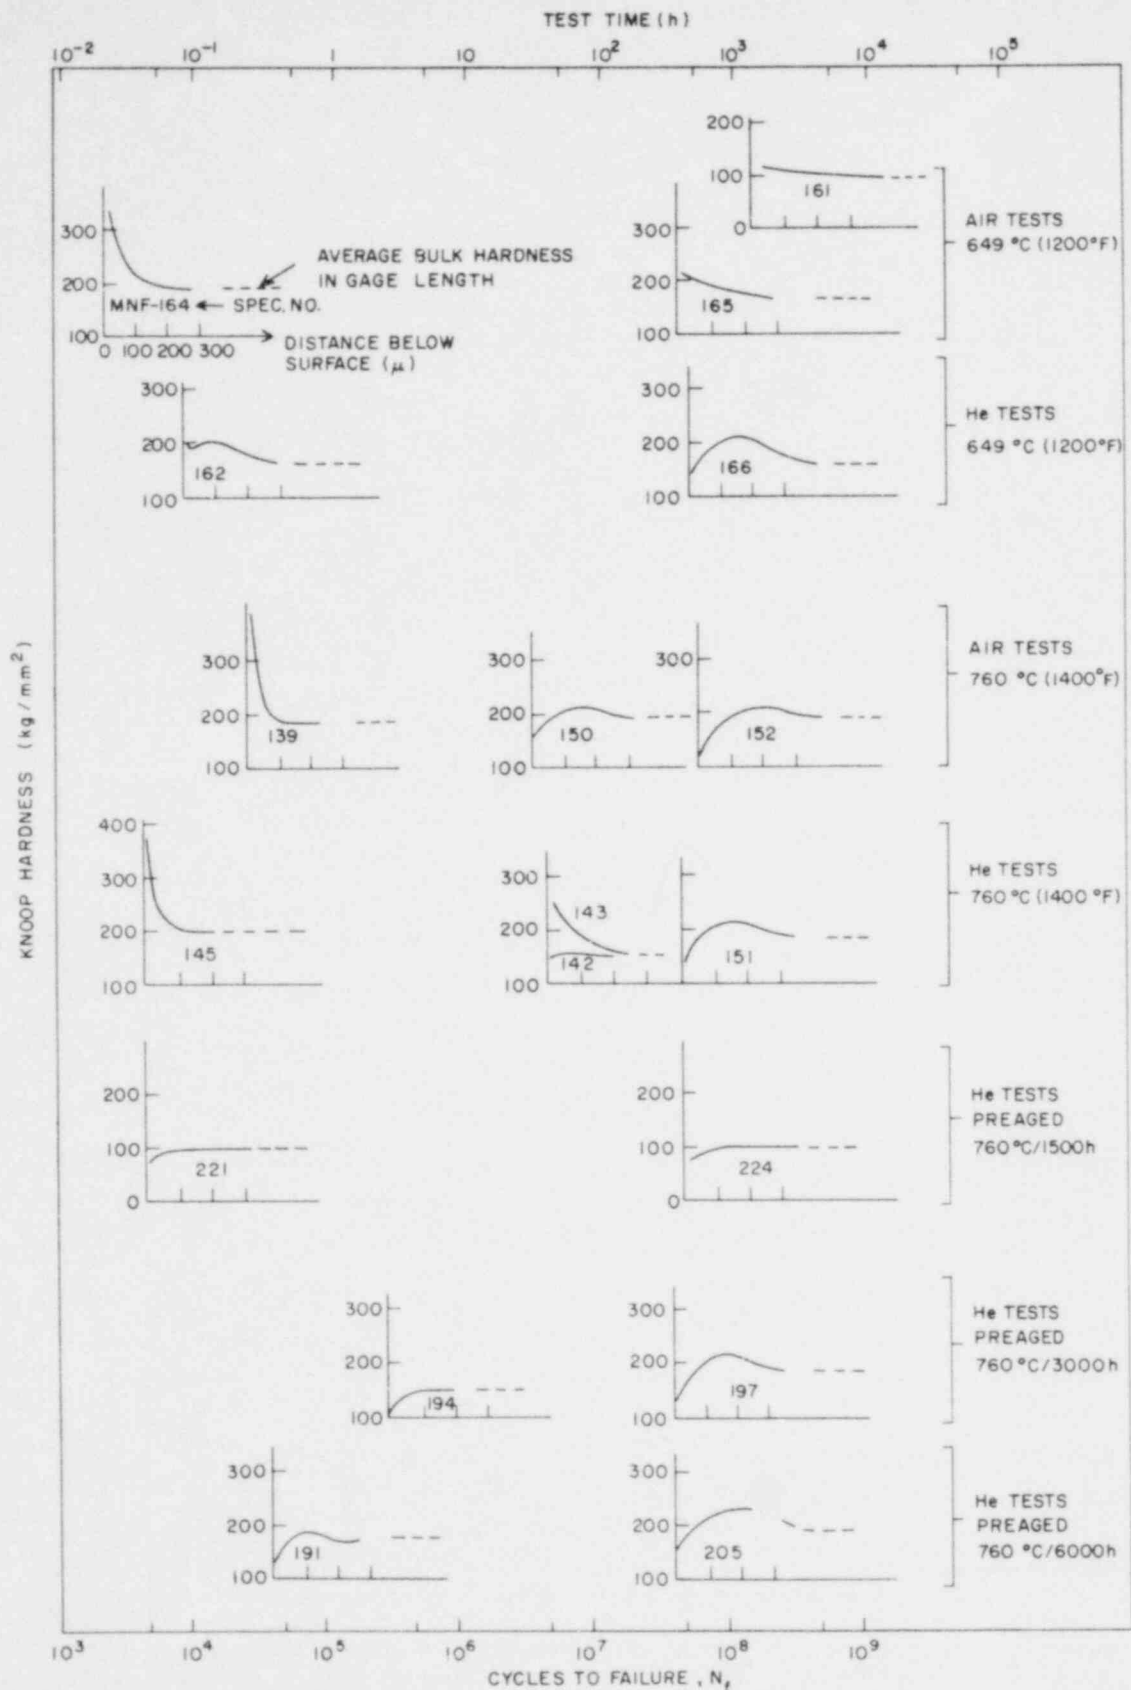 TEST TIME (h)
10⁻² 10⁻¹ 1 10 10² 10³ 10⁴ 10⁵
200
100
0
161
300
200
100
MNF-164 ← SPEC. NO.
AVERAGE BULK HARDNESS
IN GAGE LENGTH
0 100 200 300
DISTANCE BELOW
SURFACE (μ)
300
200
100
165
AIR TESTS
649 °C (1200°F)
300
200
100
162
300
200
100
166
He TESTS
649 °C (1200°F)
300
200
100
139
300
200
100
150
300
152
AIR TESTS
760 °C (1400°F)
KNOOP HARDNESS (kg/mm²)
400
300
200
100
145
300
200
100
143
142
151
He TESTS
760 °C (1400 °F)
200
100
0
221
200
100
0
224
He TESTS
PREAGED
760 °C/1500h
300
200
100
194
300
200
100
197
He TESTS
PREAGED
760 °C/3000h
300
200
100
191
300
200
100
205
He TESTS
PREAGED
760 °C/6000h
10³ 10⁴ 10⁵ 10⁶ 10⁷ 10⁸ 10⁹
CYCLES TO FAILURE, Nf